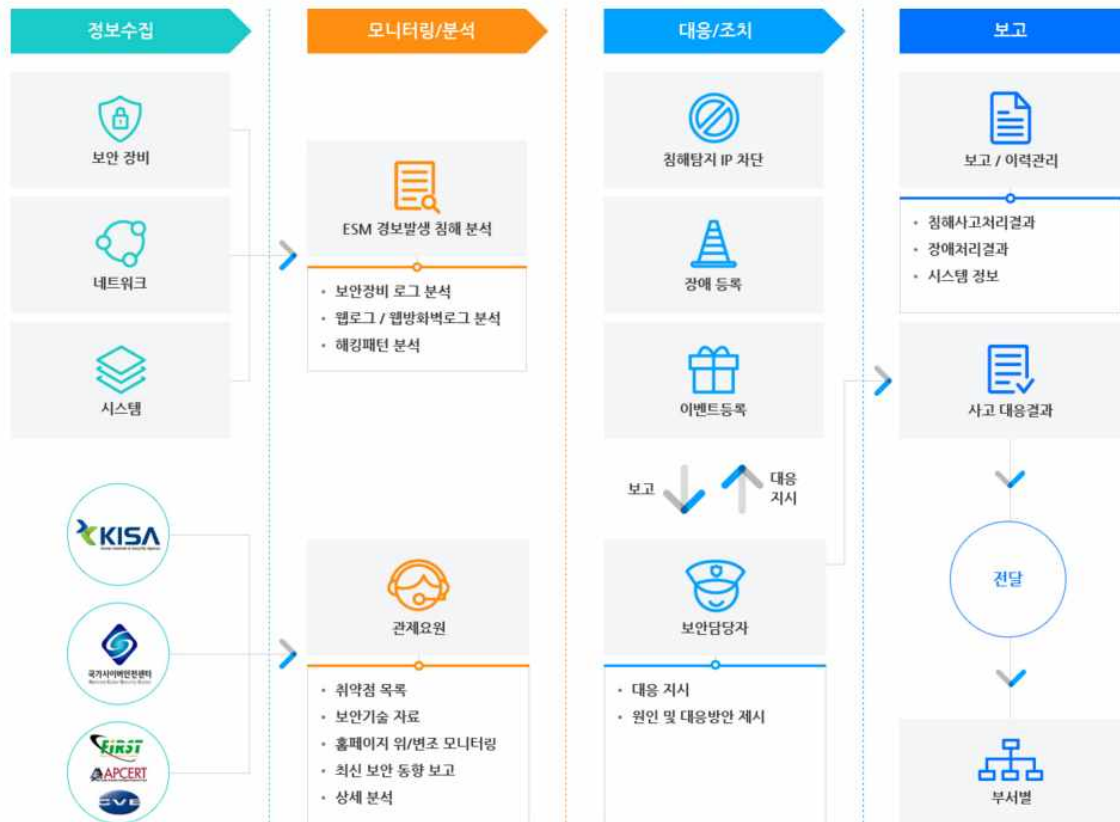 정보수집
모니터링/분석
대응/조치
보고
보안 장비
네트워크
시스템
KISA
국가사이버안전센터
FIRST
APCERT
CVE
ESM 경보발생 침해 분석
• 보안장비 로그 분석
• 웹로그 / 웹방화벽로그 분석
• 해킹패턴 분석
관제요원
• 취약점 목록
• 보안기술 자료
• 홈페이지 위/변조 모니터링
• 최신 보안 동향 보고
• 상세 분석
침해탐지 IP 차단
장애 등록
이벤트등록
보고
대응
지시
보안담당자
• 대응 지시
• 원인 및 대응방안 제시
보고 / 이력관리
• 침해사고처리결과
• 장애처리결과
• 시스템 정보
사고 대응결과
전달
부서별